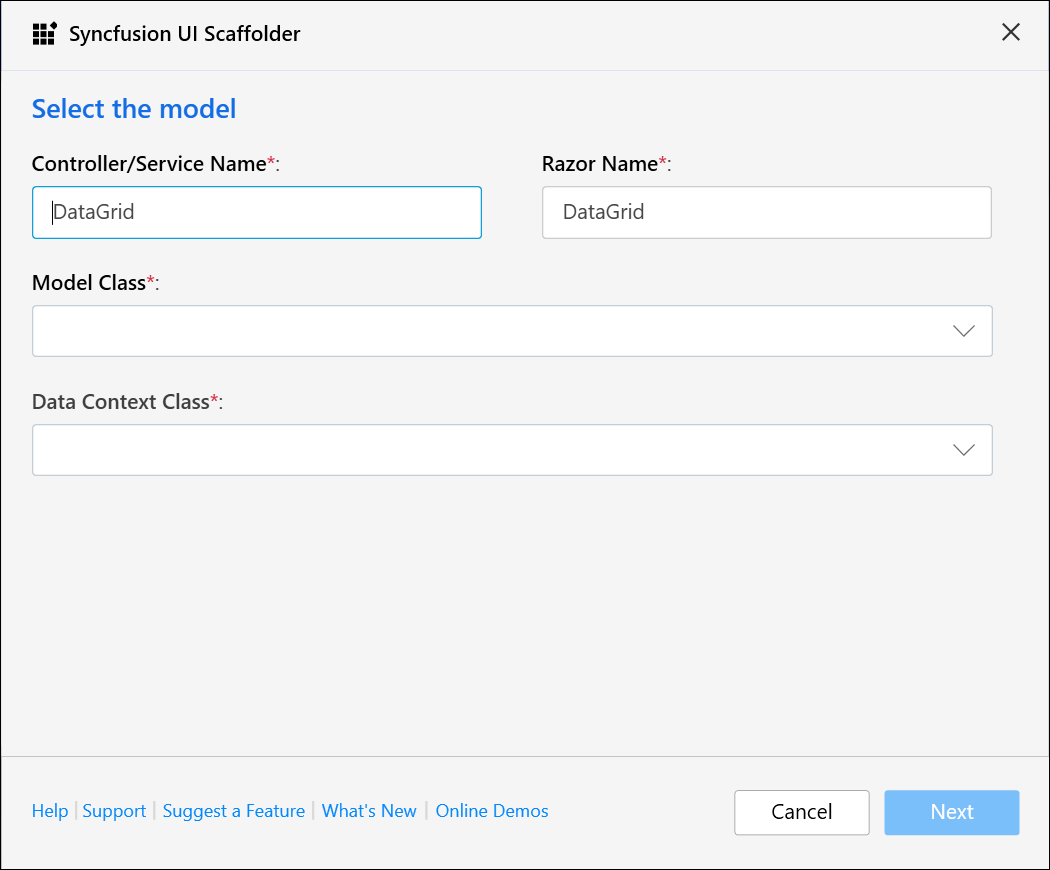 Syncfusion UI Scaffolder
Select the model
Controller/Service Name*: Razor Name*:
DataGrid DataGrid
Model Class*:
Data Context Class*:
Help | Support | Suggest a Feature | What's New | Online Demos Cancel Next